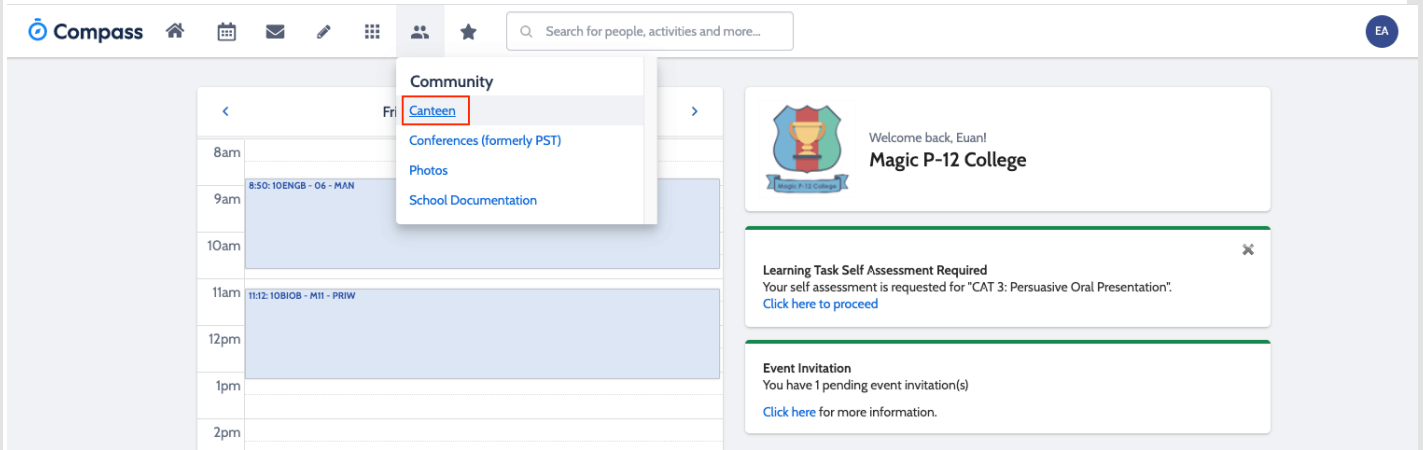 Compass
Search for people, activities and more...
EA
Community
Canteen
Conferences (formerly PST)
Photos
School Documentation
Fri
8am
8:50: 10ENGB - 06 - MAN
9am
10am
11am
11:12: 10BIOB - M11 - PRIW
12pm
1pm
2pm
Magic P-12 College
Welcome back, Euan!
Magic P-12 College
Learning Task Self Assessment Required
Your self assessment is requested for "CAT 3: Persuasive Oral Presentation".
Click here to proceed
Event Invitation
You have 1 pending event invitation(s)
Click here for more information.